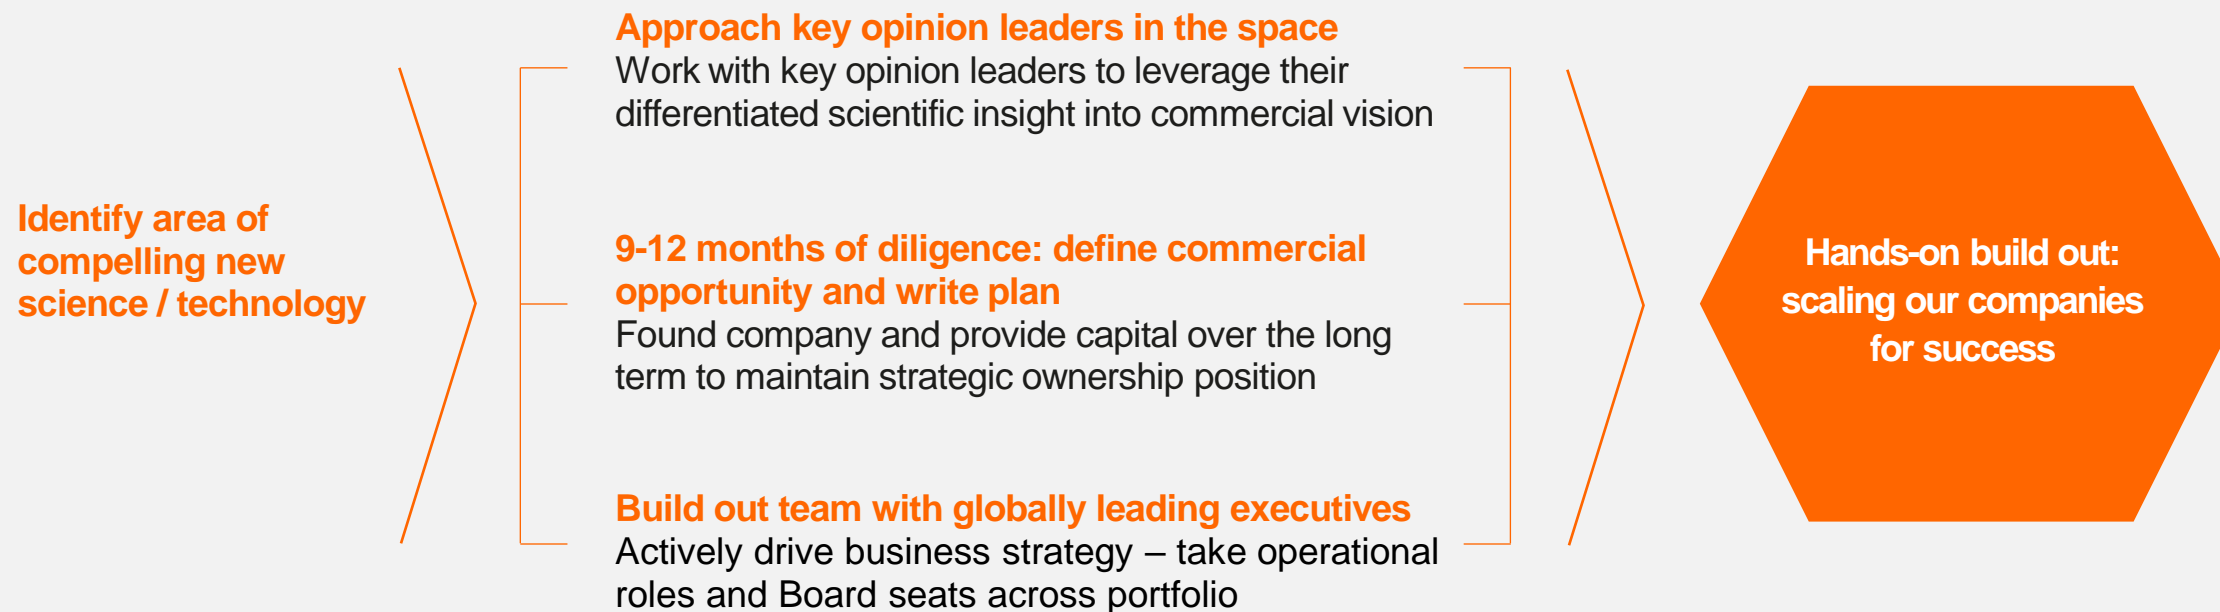 Identify area of
compelling new
science / technology
Approach key opinion leaders in the space
Work with key opinion leaders to leverage their
differentiated scientific insight into commercial vision
9-12 months of diligence: define commercial
opportunity and write plan
Found company and provide capital over the long
term to maintain strategic ownership position
Build out team with globally leading executives
Actively drive business strategy – take operational
roles and Board seats across portfolio
Hands-on build out:
scaling our companies
for success